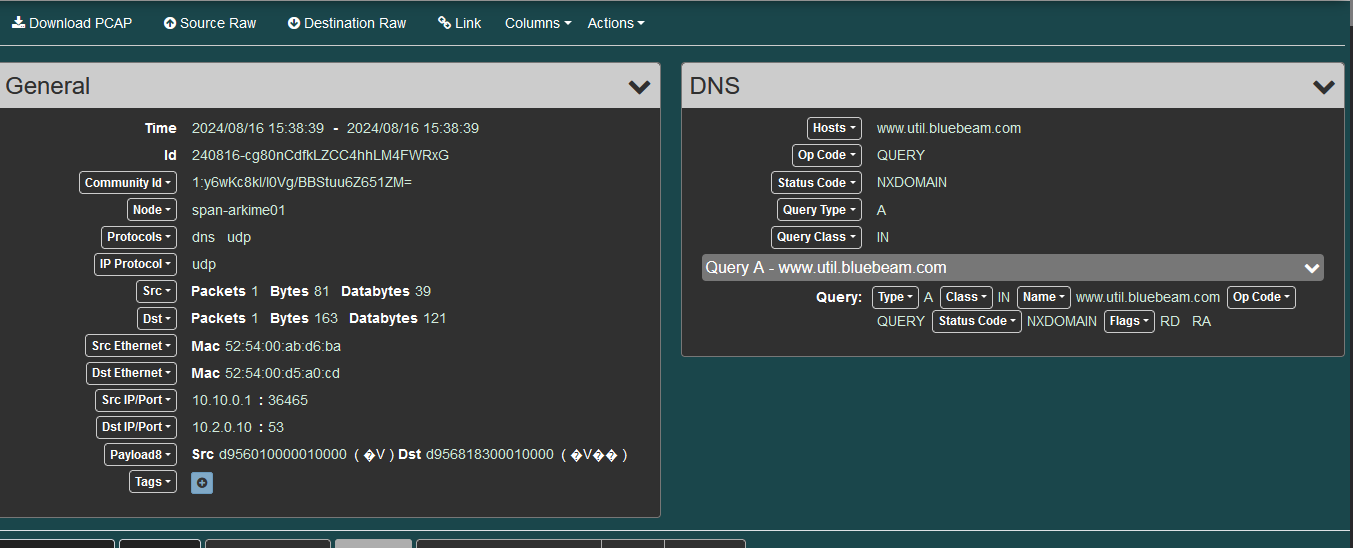 Download PCAP Source Raw Destination Raw Link Columns Actions
General
Time 2024/08/16 15:38:39 - 2024/08/16 15:38:39
Id 240816-cg80nCdfkLZCC4hhLM4FWRxG
Community Id 1:y6wKc8kI/I0Vg/BBStuu6Z651ZM=
Node span-arkime01
Protocols dns udp
IP Protocol udp
Src Packets 1 Bytes 81 Databytes 39
Dst Packets 1 Bytes 163 Databytes 121
Src Ethernet Mac 52:54:00:ab:d6:ba
Dst Ethernet Mac 52:54:00:d5:a0:cd
Src IP/Port 10.10.0.1 : 36465
Dst IP/Port 10.2.0.10 : 53
Payload8 Src d956010000010000 ( �V ) Dst d956818300010000 ( �V�� )
Tags
DNS
Hosts www.util.bluebeam.com
Op Code QUERY
Status Code NXDOMAIN
Query Type A
Query Class IN
Query A - www.util.bluebeam.com
Query: Type A Class IN Name www.util.bluebeam.com Op Code
QUERY Status Code NXDOMAIN Flags RD RA